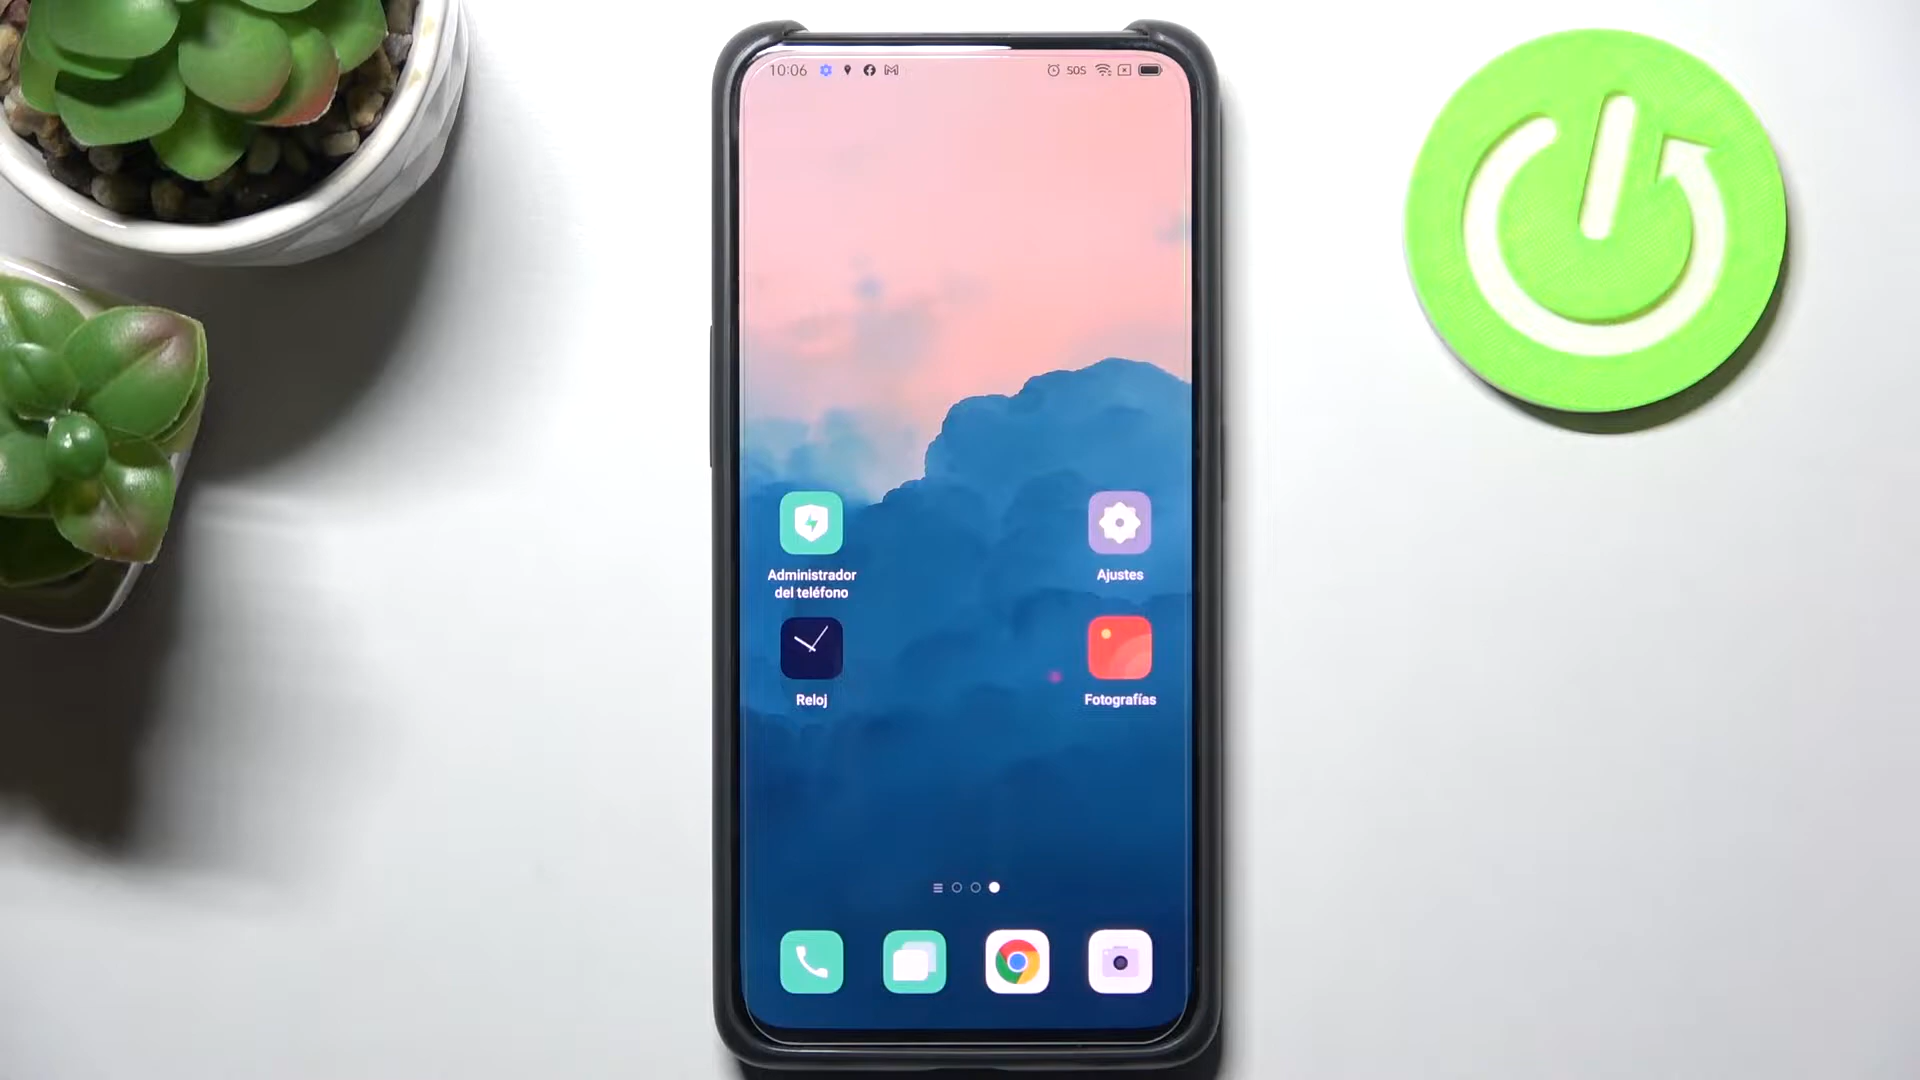 10:06 SOS
Administrador
del teléfono
Ajustes
Reloj
Fotografías